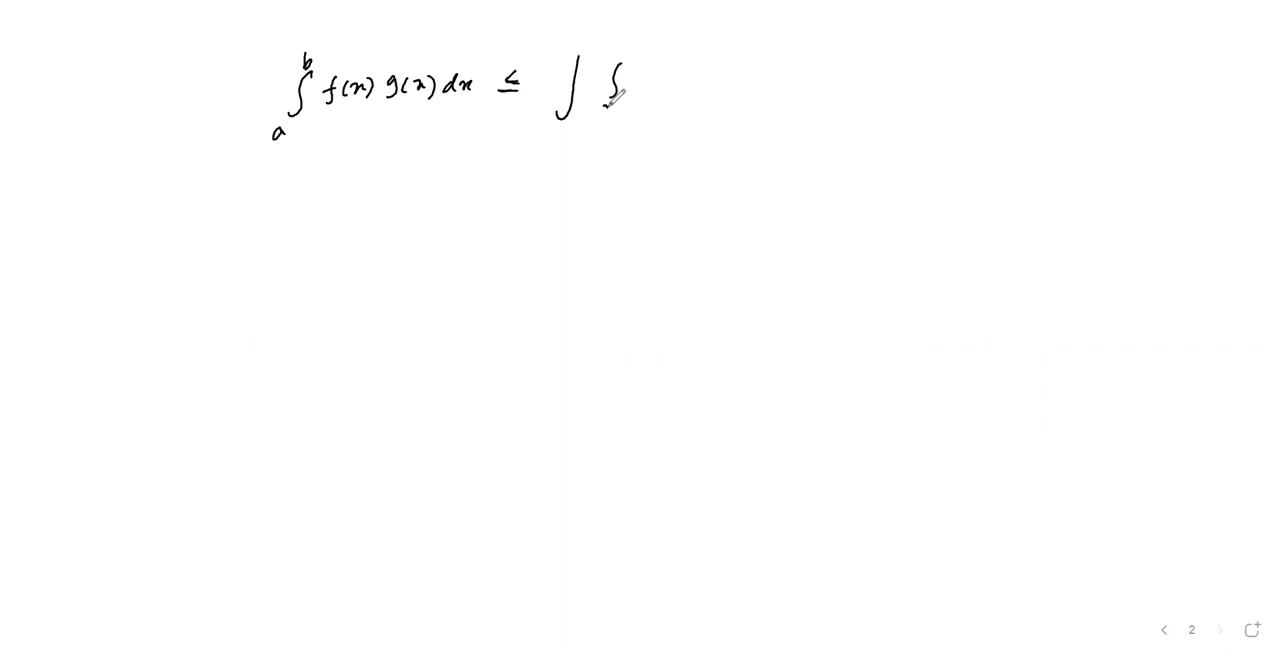 ∫_a^b f(x) g(x) dx ≤ ∫ ∫
2